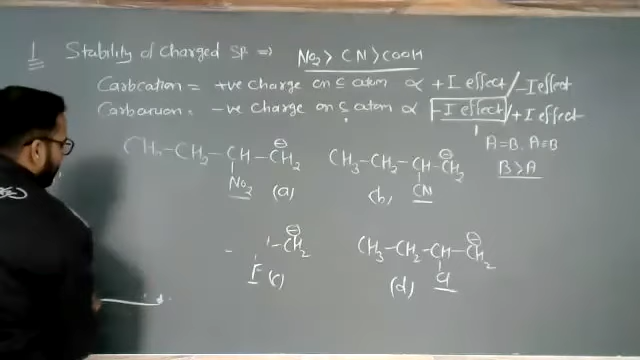 1 Stability of Charged sp ⇒ NO2 > CN > COOH
Carbcation = +ve charge on C atom ∝ +I effect / -I effect
Carbanion = -ve charge on C atom ∝ -I effect / +I effect
A=B, A=B
B>A
CH3-CH2-CH-CH2 ⊖
NO2 (a)
CH3-CH2-CH-CH2 ⊖
CN (b)
-CH2 ⊖
F (c)
CH3-CH2-CH-CH2 ⊖
Cl (d)